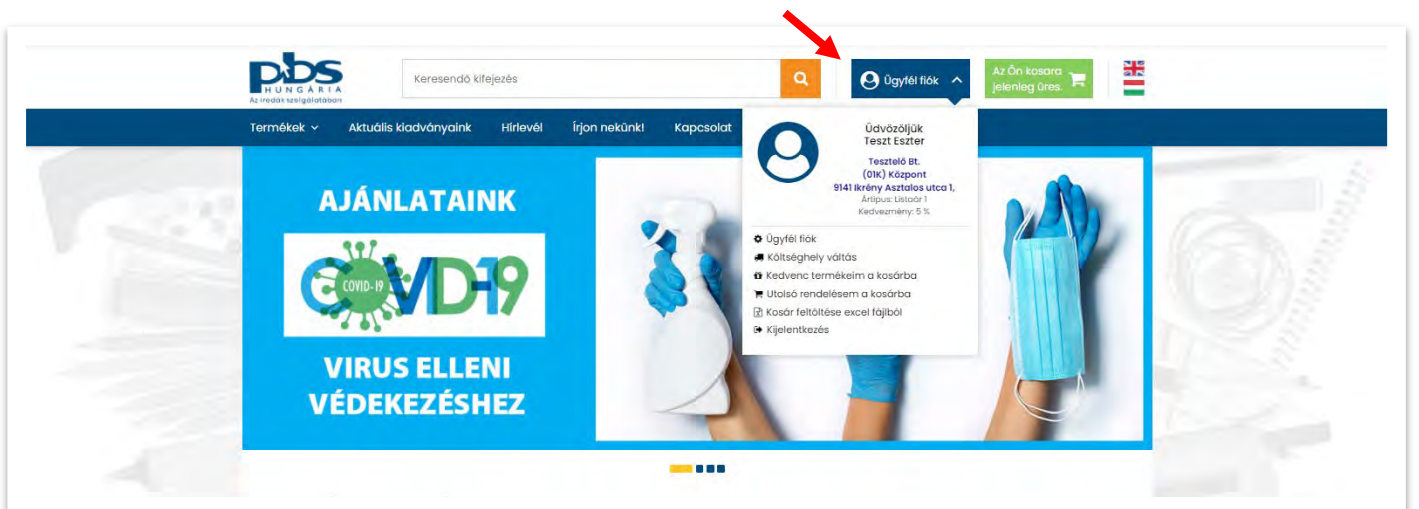 pbs
HUNGÁRIA
Az irodák szolgálatában
Keresendő kifejezés
Ügyfél fiók
Az Ön kosara
jelenleg üres.
Termékek
Aktuális kiadványaink
Hírlevél
Írjon nekünk!
Kapcsolat
Üdvözöljük
Teszt Eszter
Tesztelő Bt.
(01K) Központ
9141 Ikrény Asztalos utca 1,
Ártípus: Listaár 1
Kedvezmény: 5 %
Ügyfél fiók
Költséghely váltás
Kedvenc termékeim a kosárba
Utolsó rendelésem a kosárba
Kosár feltöltése excel fájlból
Kijelentkezés
AJÁNLATAINK
COVID-19
COVID-19
VIRUS ELLENI
VÉDEKEZÉSHEZ